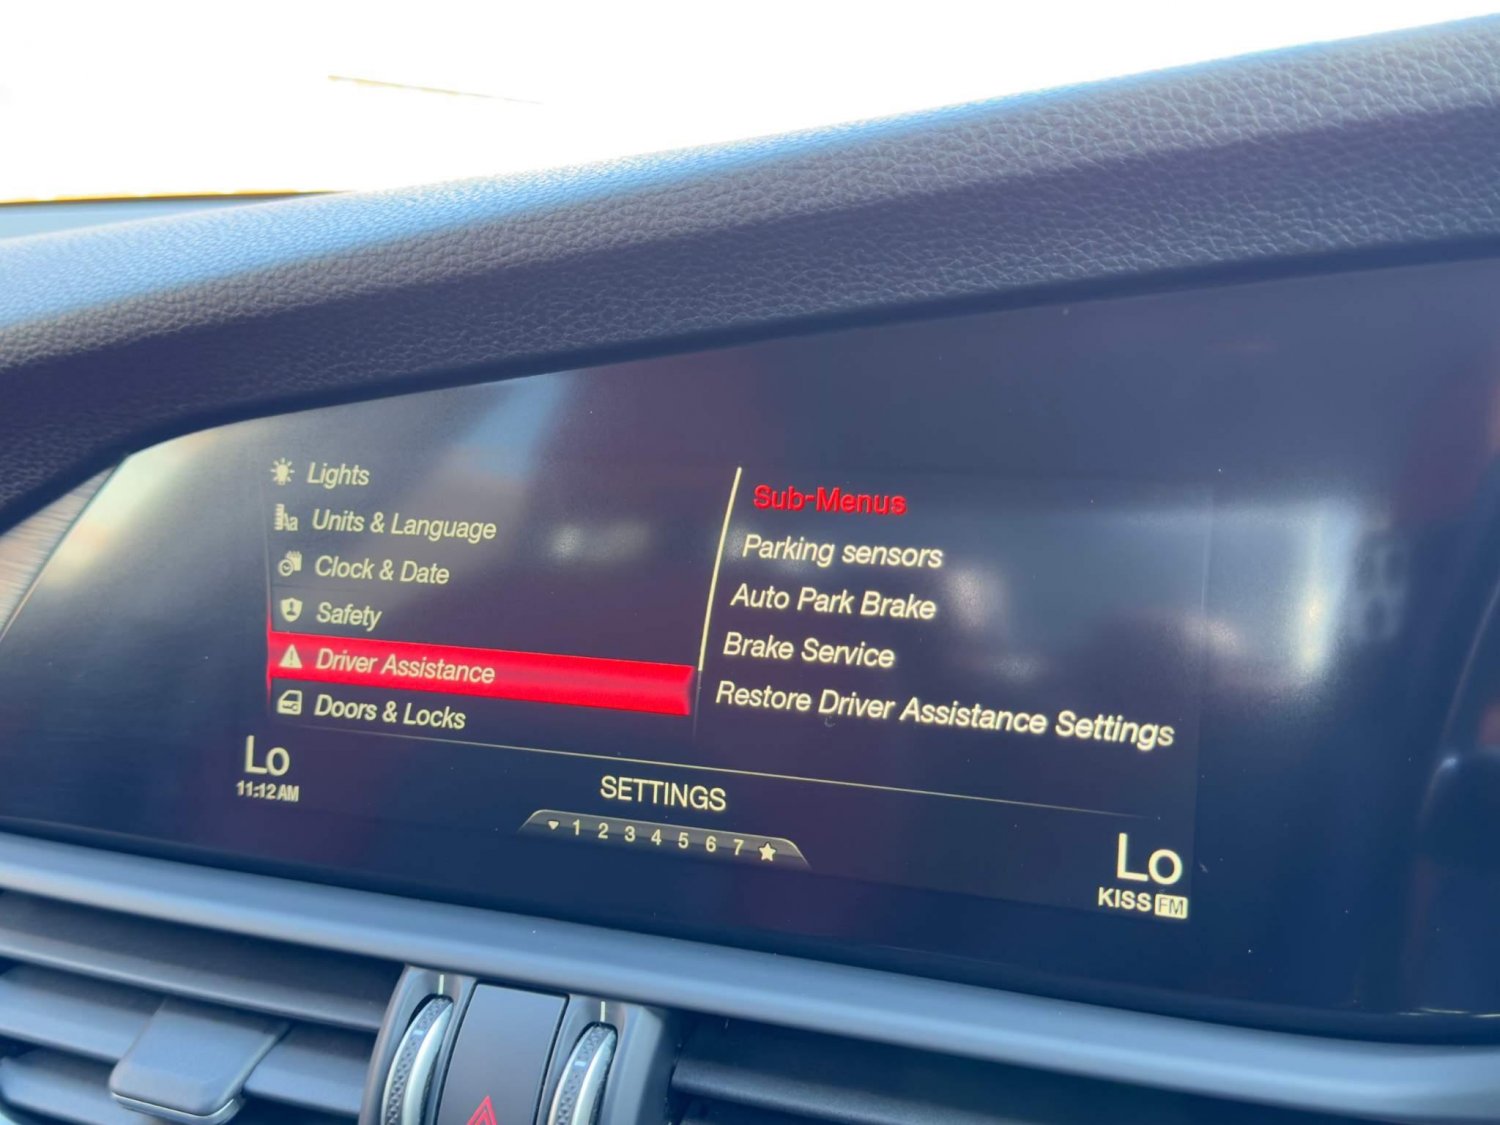 Lights
Units & Language
Clock & Date
Safety
Driver Assistance
Doors & Locks
Sub-Menus
Parking sensors
Auto Park Brake
Brake Service
Restore Driver Assistance Settings
Lo
11:12 AM
SETTINGS
1 2 3 4 5 6 7
Lo
KISS FM